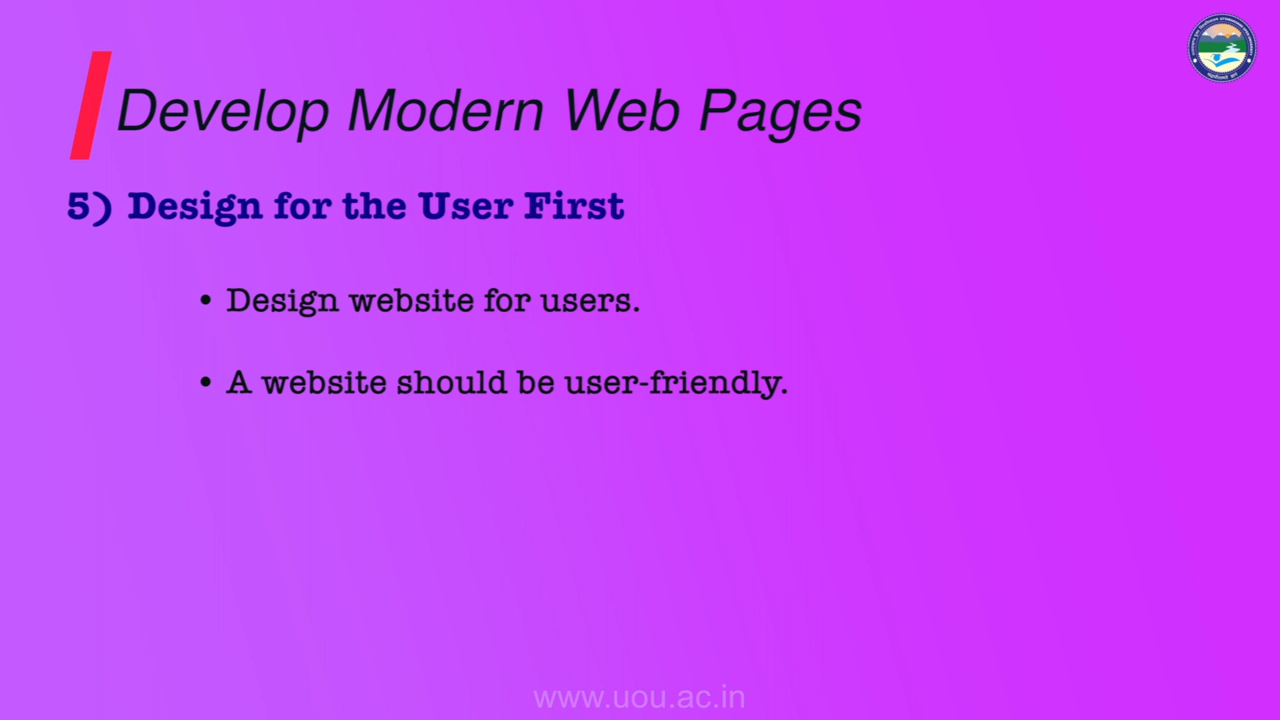 Develop Modern Web Pages
5) Design for the User First
• Design website for users.
• A website should be user-friendly.
www.uou.ac.in